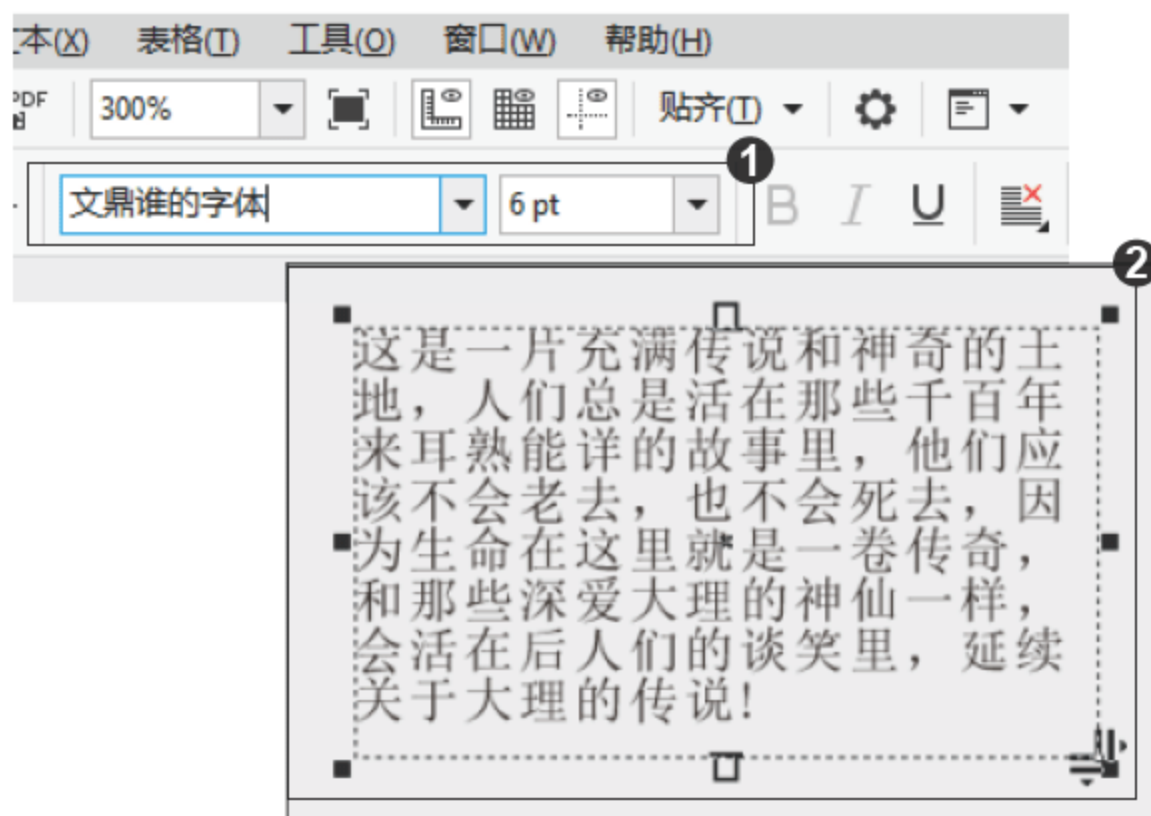 文本(X) 表格(T) 工具(O) 窗口(W) 帮助(H)
PDF 300% 贴齐(T)
1
文鼎谁的字体 6 pt B I U
2
这是一片充满传说和神奇的土
地，人们总是活在那些千百年
来耳熟能详的故事里，他们应
该不会老去，也不会死去，因
为生命在这里就是一卷传奇，
和那些深爱大理的神仙一样，
会活在后人们的谈笑里，延续
关于大理的传说!